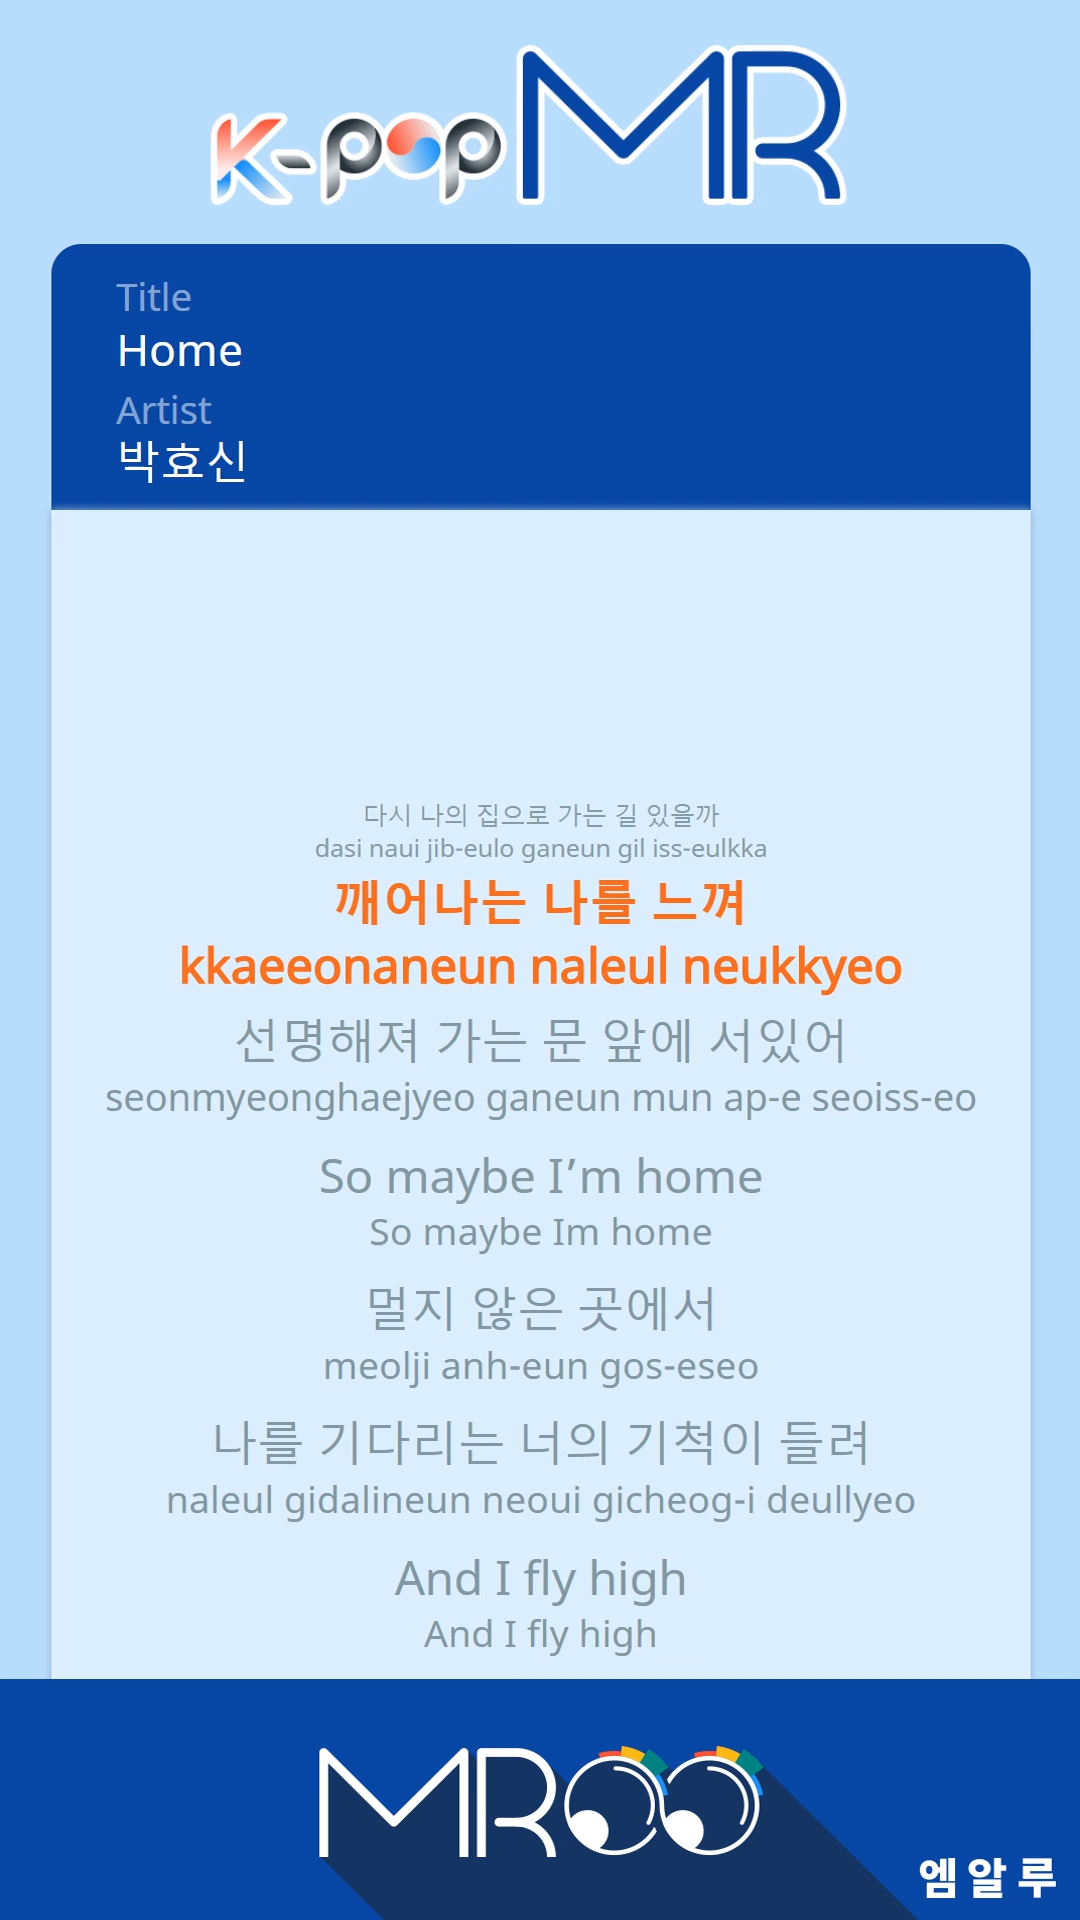 K-pop MR
Title
Home
Artist
박효신
다시 나의 집으로 가는 길 있을까
dasi naui jib-eulo ganeun gil iss-eulkka
깨어나는 나를 느껴
kkaeeonaneun naleul neukkyeo
선명해져 가는 문 앞에 서있어
seonmyeonghaejyeo ganeun mun ap-e seoiss-eo
So maybe I’m home
So maybe Im home
멀지 않은 곳에서
meolji anh-eun gos-eseo
나를 기다리는 너의 기척이 들려
naleul gidalineun neoui gicheog-i deullyeo
And I fly high
And I fly high
MROO
엠알루